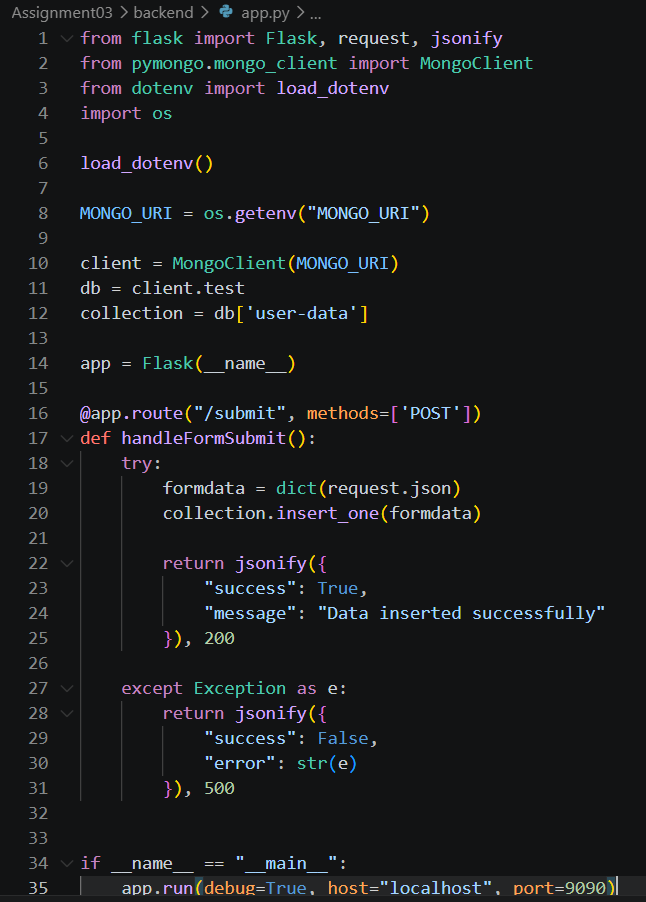 Assignment03 > backend > app.py > ...
1 from flask import Flask, request, jsonify
2 from pymongo.mongo_client import MongoClient
3 from dotenv import load_dotenv
4 import os
5
6 load_dotenv()
7
8 MONGO_URI = os.getenv("MONGO_URI")
9
10 client = MongoClient(MONGO_URI)
11 db = client.test
12 collection = db['user-data']
13
14 app = Flask(__name__)
15
16 @app.route("/submit", methods=['POST'])
17 def handleFormSubmit():
18     try:
19         formdata = dict(request.json)
20         collection.insert_one(formdata)
21
22         return jsonify({
23             "success": True,
24             "message": "Data inserted successfully"
25         }), 200
26
27     except Exception as e:
28         return jsonify({
29             "success": False,
30             "error": str(e)
31         }), 500
32
33
34 if __name__ == "__main__":
35     app.run(debug=True, host="localhost", port=9090)